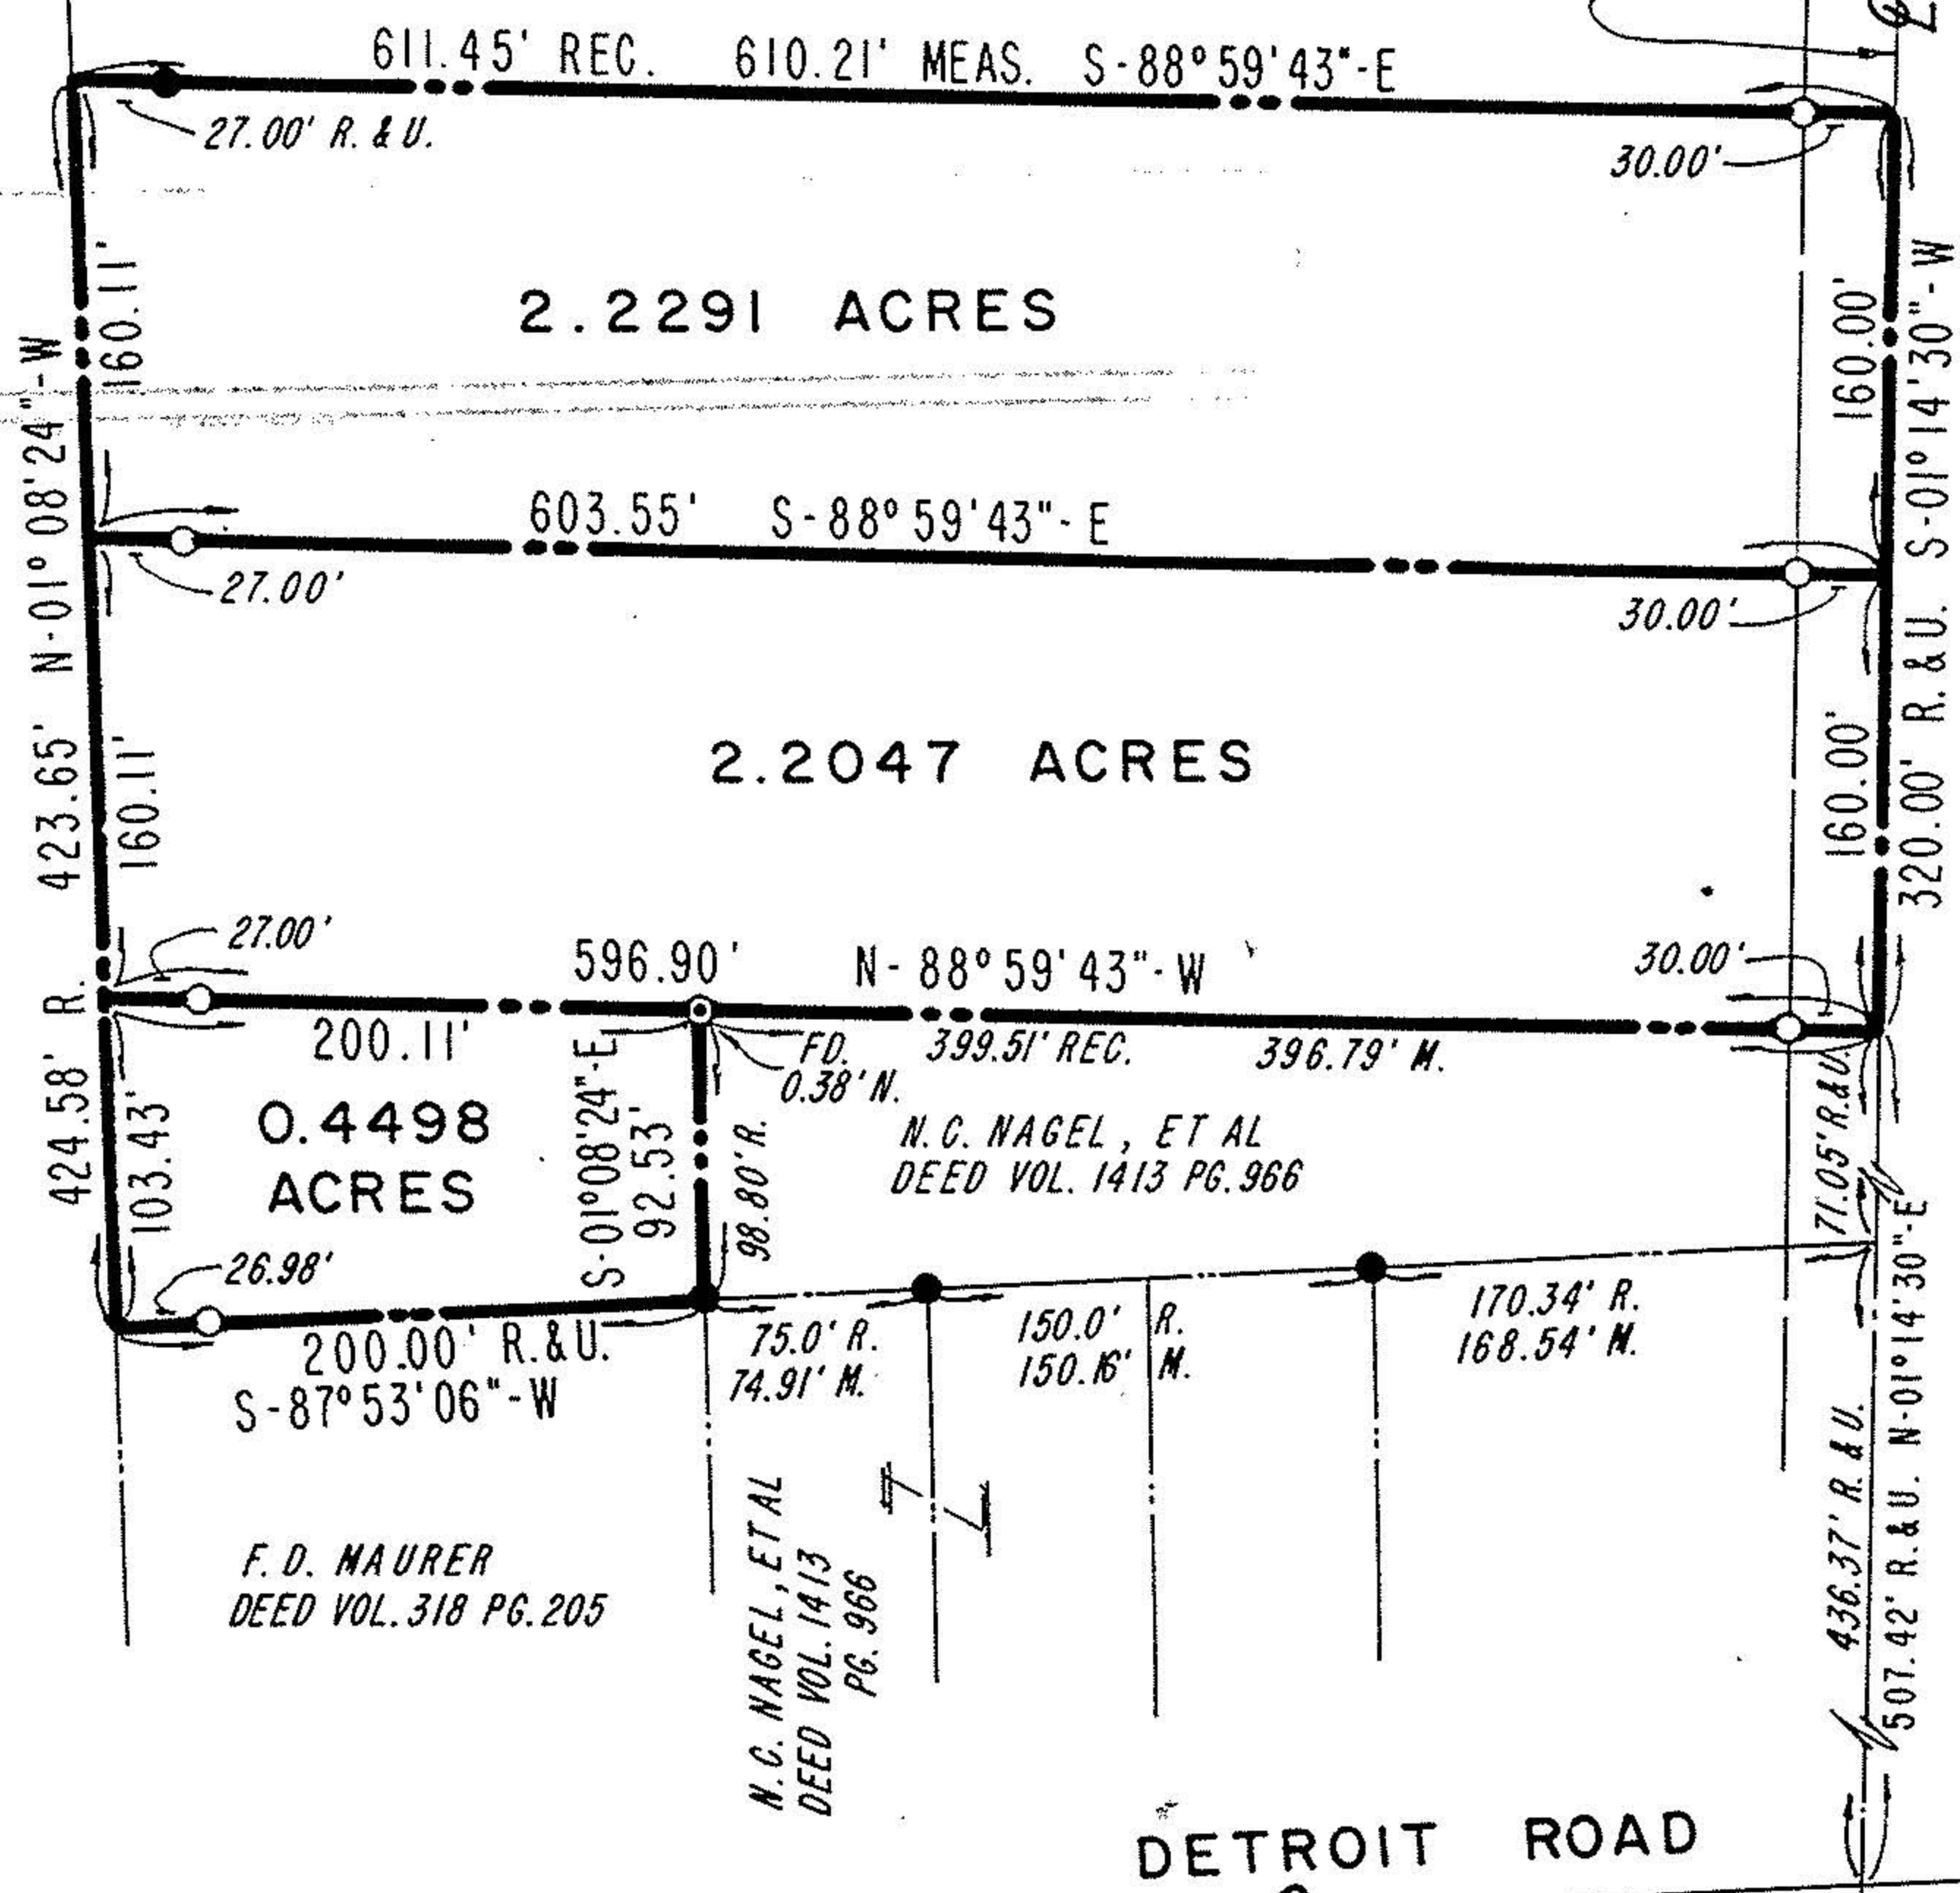 611.45' REC. 610.21' MEAS. S-88°59'43"-E
27.00' R.&U.
30.00'
2.2291 ACRES
160.11'
160.00'
N-01°08'24"-W
S-01°14'30"-W
603.55' S-88°59'43"-E
27.00'
30.00'
2.2047 ACRES
423.65'
160.11'
160.00'
320.00' R.&U.
27.00'
596.90' N-88°59'43"-W
30.00'
200.11'
FD.
0.38'N.
399.51' REC. 396.79' M.
424.58' R.
103.43'
0.4498
ACRES
S-01°08'24"-E
92.53'
98.80' R.
N.C. NAGEL, ET AL
DEED VOL. 1413 PG.966
71.05' R.&U.
26.98'
200.00' R.&U.
S-87°53'06"-W
75.0' R.
74.91' M.
150.0' R.
150.16' M.
170.34' R.
168.54' M.
N-01°14'30"-E
436.37' R.&U.
507.42' R.&U.
F. D. MAURER
DEED VOL.318 PG.205
N.C. NAGEL, ET AL
DEED VOL.1413
PG.966
DETROIT ROAD